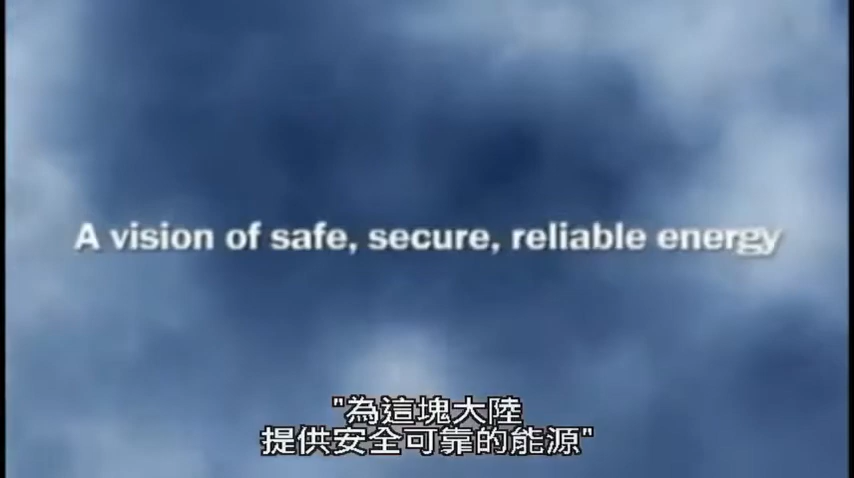 A vision of safe, secure, reliable energy
"為這塊大陸
提供安全可靠的能源"